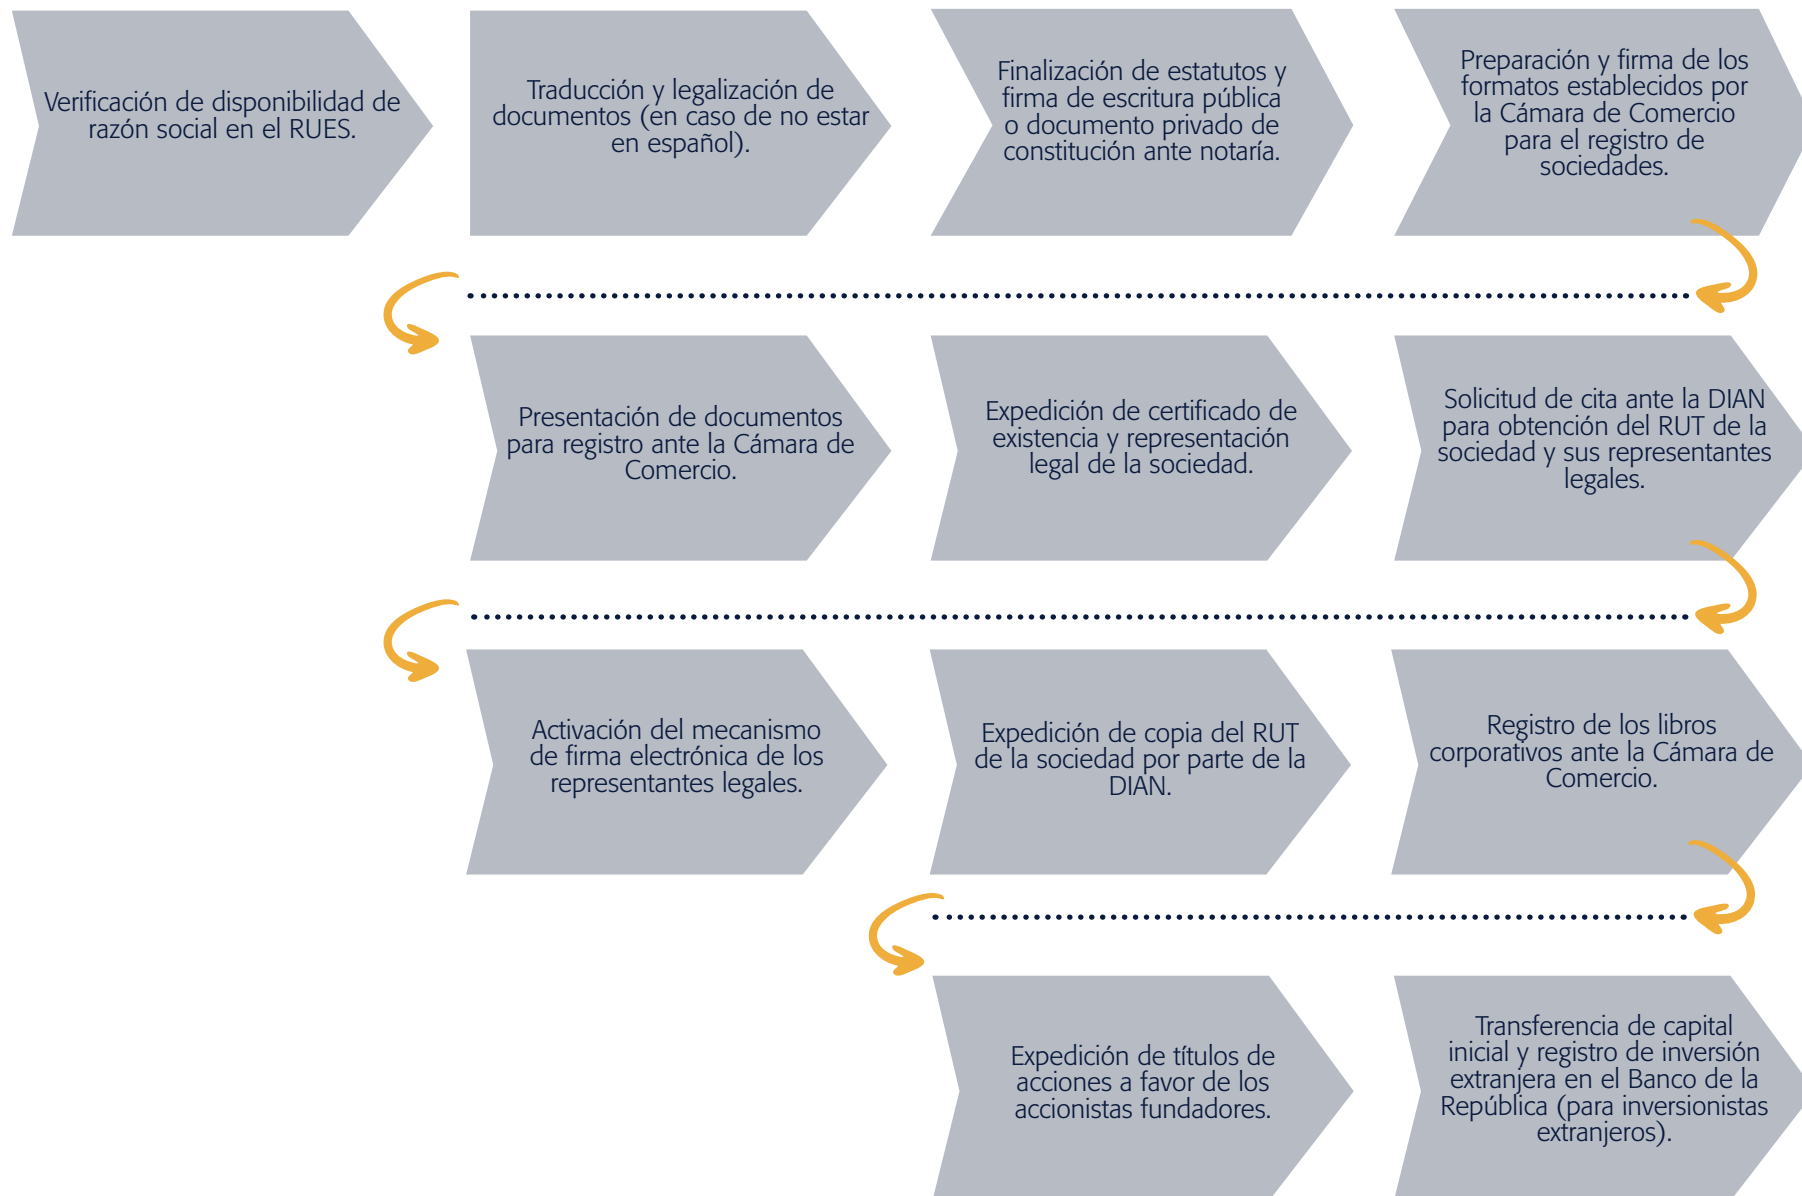 Verificación de disponibilidad de
razón social en el RUES.
Traducción y legalización de
documentos (en caso de no estar
en español).
Finalización de estatutos y
firma de escritura pública
o documento privado de
constitución ante notaría.
Preparación y firma de los
formatos establecidos por
la Cámara de Comercio
para el registro de
sociedades.
Presentación de documentos
para registro ante la Cámara de
Comercio.
Expedición de certificado de
existencia y representación
legal de la sociedad.
Solicitud de cita ante la DIAN
para obtención del RUT de la
sociedad y sus representantes
legales.
Activación del mecanismo
de firma electrónica de los
representantes legales.
Expedición de copia del RUT
de la sociedad por parte de la
DIAN.
Registro de los libros
corporativos ante la Cámara de
Comercio.
Expedición de títulos de
acciones a favor de los
accionistas fundadores.
Transferencia de capital
inicial y registro de inversión
extranjera en el Banco de la
República (para inversionistas
extranjeros).